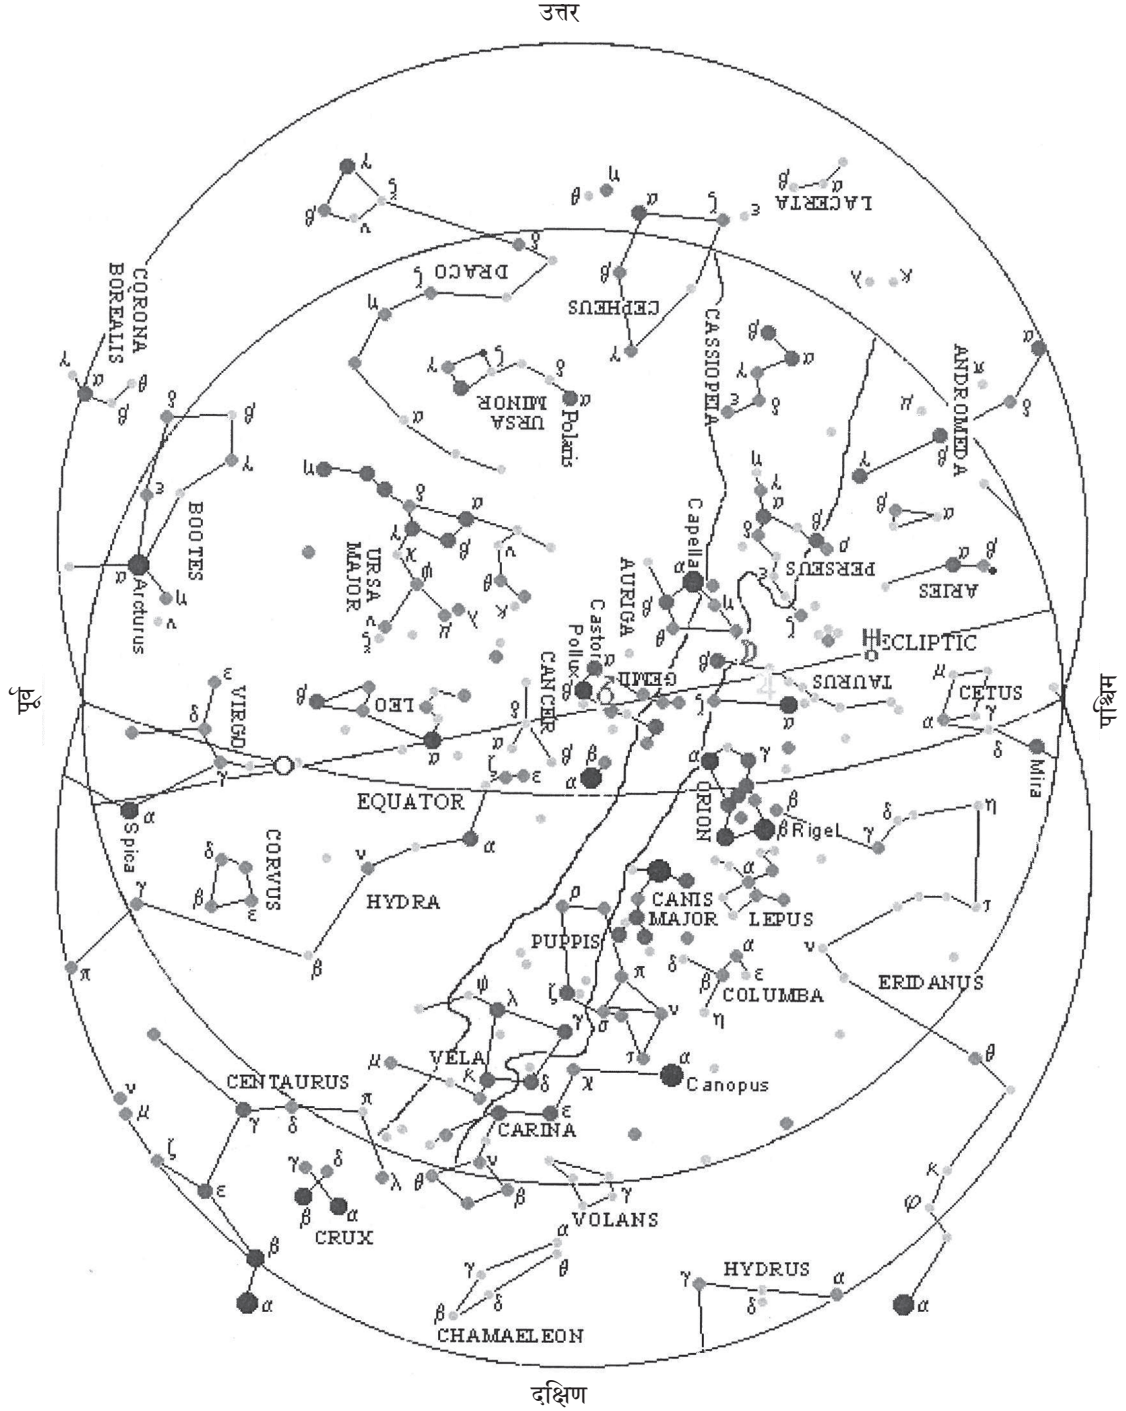 उत्तर
γ
ξ
β
ν
δ
DRACO
ζ
η
θ
η
α
ζ
ε
β
CEPHEUS
γ
β
α
LACERTA
λ
κ
CORONA
BOREALIS
γ
α
β
θ
δ
β
γ
ε
BOOTES
α
Arcturus
η
ν
γ
ζ
δ
α
URSA
MINOR
Polaris
α
CASSIOPEIA
β
α
γ
δ
ε
ANDROMEDA
α
π
δ
μ
β
γ
η
δ
α
γ
β
χ
ψ
URSA
MAJOR
ν
ξ
μ
λ
ν
θ
κ
η
γ
α
δ
β
ρ
ε
PERSEUS
ζ
β
α
α
β
ARIES
Capella
α
AURIGA
β
η
θ
Castor
Pollux
α
β
GEMINI
ECLIPTIC
β
ζ
TAURUS
α
पूर्व
पश्चिम
VIRGO
ε
δ
γ
α
Spica
β
LEO
α
CANCER
δ
α
β
β
α
μ
CETUS
α
γ
δ
Mira
EQUATOR
ζ
ε
α
ν
HYDRA
γ
β
π
CORVUS
δ
β
ε
α
γ
ORION
β Rigel
β
γ
δ
η
τ
ν
ERIDANUS
θ
κ
φ
α
CANIS
MAJOR
α
LEPUS
PUPPIS
σ
π
ζ
σ
ν
τ
δ
α
β
ε
COLUMBA
η
ψ
λ
γ
μ
VELA
κ
δ
χ
α
Canopus
ε
CARINA
ν
θ
β
CENTAURUS
ν
μ
γ
δ
π
λ
ζ
ε
β
α
γ
δ
β
α
CRUX
γ
VOLANS
α
γ
θ
δ
β
CHAMAELEON
HYDRUS
γ
δ
α
दक्षिण